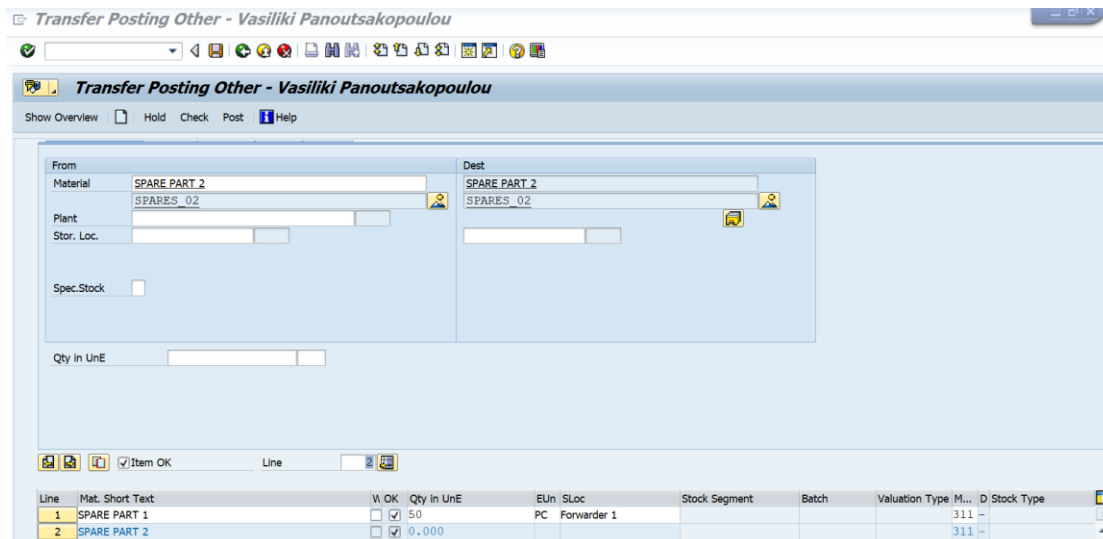 Transfer Posting Other - Vasiliki Panoutsakopoulou
Transfer Posting Other - Vasiliki Panoutsakopoulou
Show Overview Hold Check Post Help
From Dest
Material SPARE PART 2 SPARE PART 2
SPARES_02 SPARES_02
Plant
Stor. Loc.
Spec.Stock
Qty in UnE
Item OK Line 2
Line Mat. Short Text V OK Qty in UnE EUn SLoc Stock Segment Batch Valuation Type M... D Stock Type
1 SPARE PART 1 50 PC Forwarder 1 311 -
2 SPARE PART 2 0.000 311 -